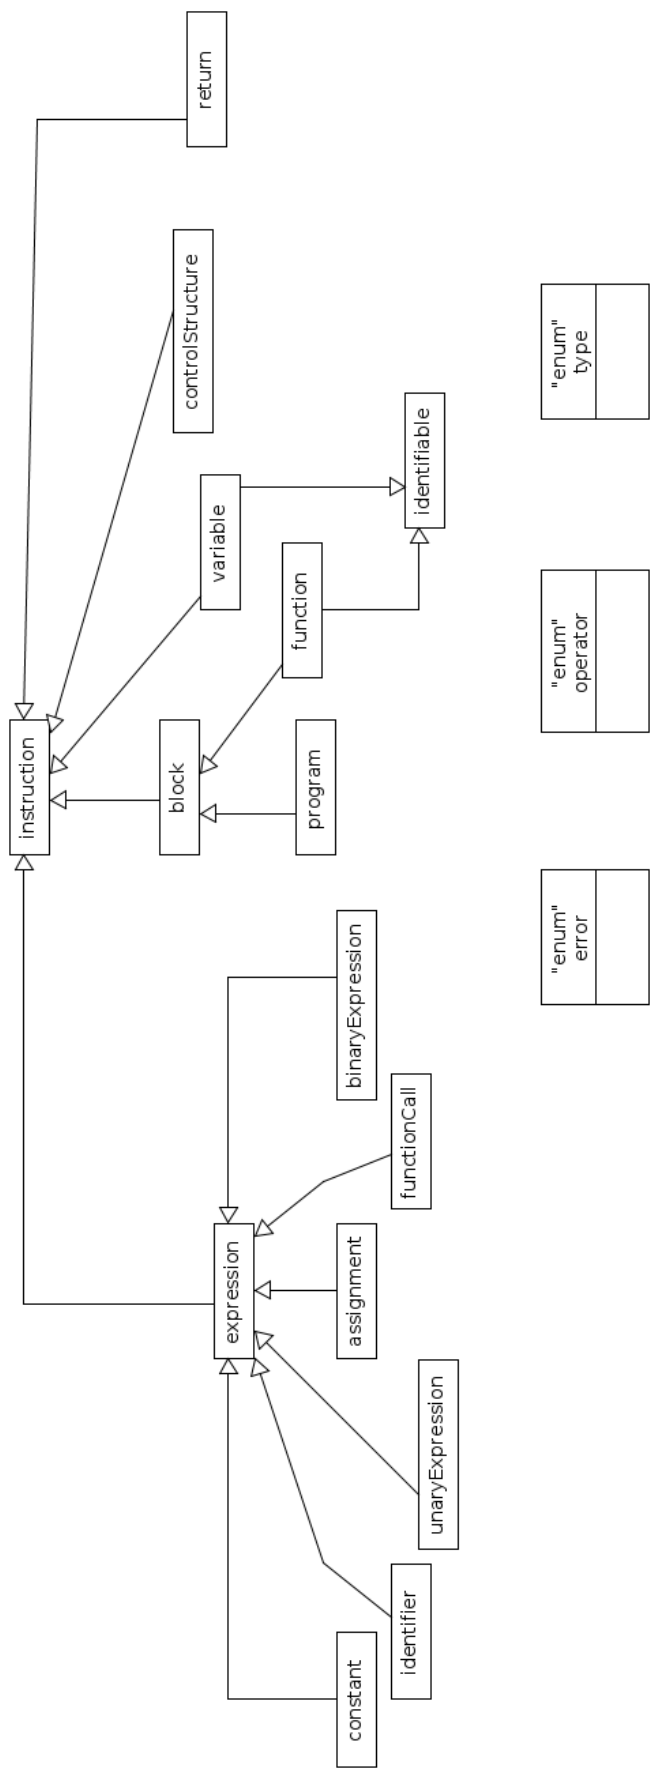 instruction
return
controlStructure
variable
block
expression
function
program
identifiable
constant
identifier
unaryExpression
assignment
functionCall
binaryExpression
"enum"
error
"enum"
operator
"enum"
type